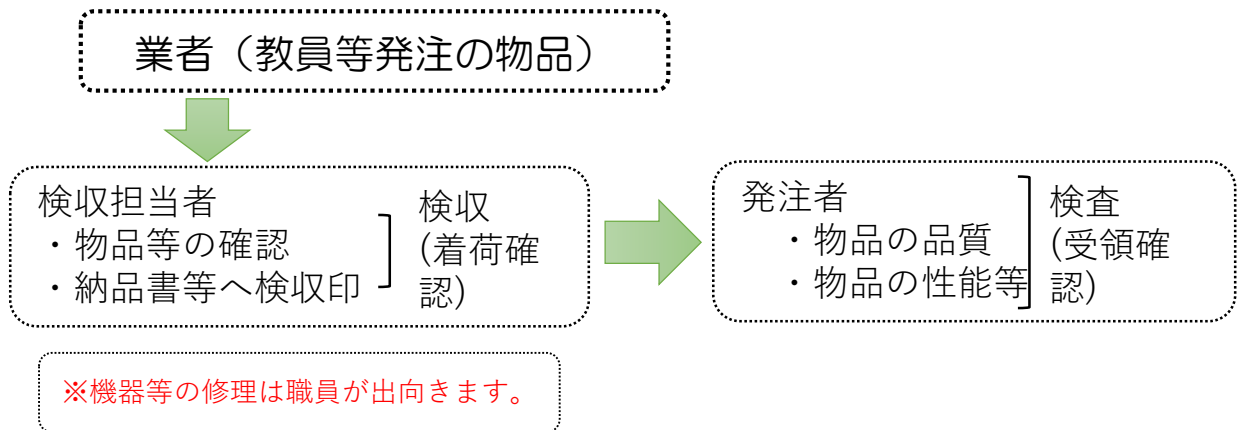 業者（教員等発注の物品）
検収担当者
・物品等の確認
・納品書等へ検収印
検収
(着荷確
認)
発注者
・物品の品質
・物品の性能等
検査
(受領確
認)
※機器等の修理は職員が出向きます。